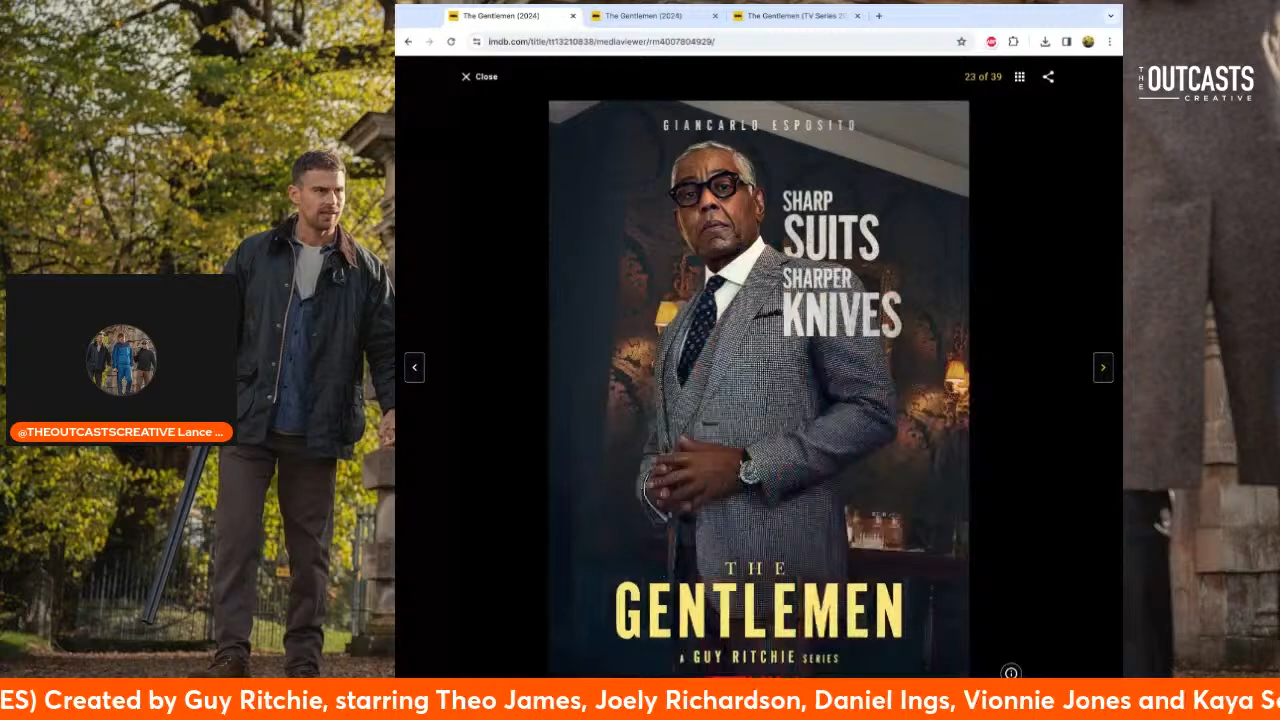 The Gentlemen (2024)
The Gentlemen (2024)
The Gentlemen (TV Series 20
imdb.com/title/tt13210838/mediaviewer/rm4007804929/
Close
23 of 39
THE
OUTCASTS
CREATIVE
GIANCARLO ESPOSITO
SHARP
SUITS
SHARPER
KNIVES
@THEOUTCASTSCREATIVE Lance ...
THE
GENTLEMEN
A GUY RITCHIE SERIES
ES) Created by Guy Ritchie, starring Theo James, Joely Richardson, Daniel Ings, Vionnie Jones and Kaya